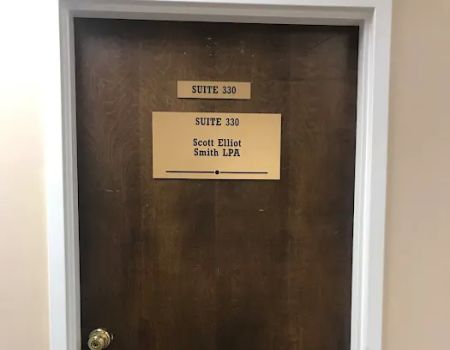 SUITE 330
SUITE 330
Scott Elliot
Smith LPA